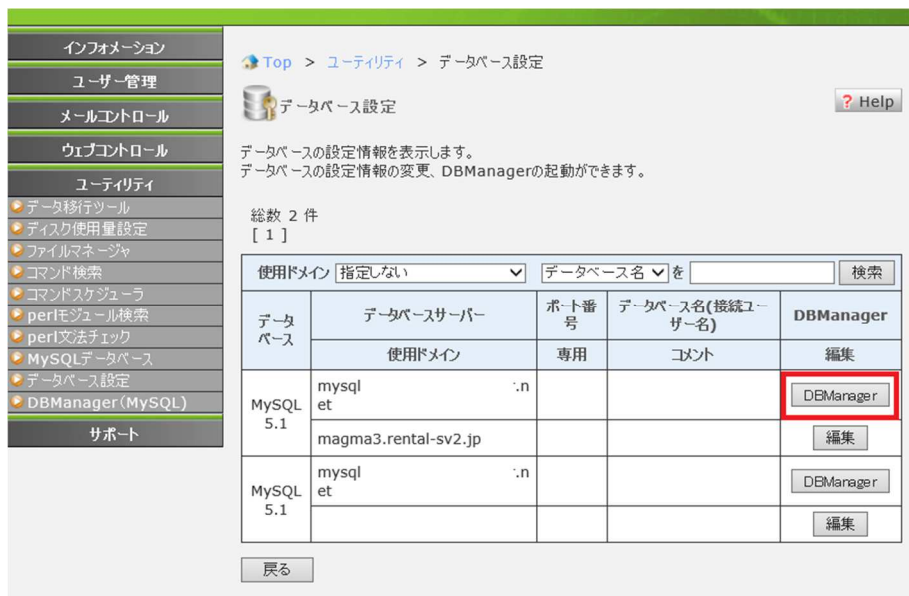 インフォメーション
ユーザー管理
メールコントロール
ウェブコントロール
ユーティリティ
データ移行ツール
ディスク使用量設定
ファイルマネージャ
コマンド検索
コマンドスケジューラ
perlモジュール検索
perl文法チェック
MySQLデータベース
データベース設定
DBManager(MySQL)
サポート
Top > ユーティリティ > データベース設定
データベース設定
? Help
データベースの設定情報を表示します。
データベースの設定情報の変更、DBManagerの起動ができます。
総数 2 件
[ 1 ]
使用ドメイン 指定しない データベース名 を 検索
データベース データベースサーバー ポート番号 データベース名(接続ユーザー名) DBManager
使用ドメイン 専用 コメント 編集
MySQL 5.1 mysql .net DBManager
magma3.rental-sv2.jp 編集
MySQL 5.1 mysql .net DBManager
編集
戻る